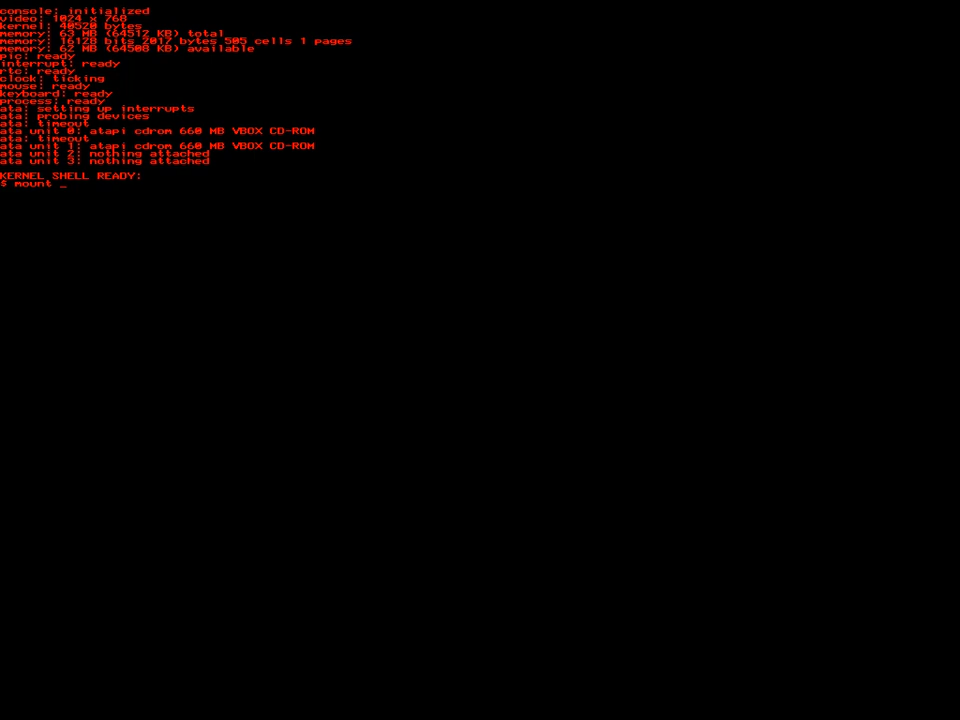 console: initialized
video: 1024 x 768
kernel: 40520 bytes
memory: 63 MB (64512 KB) total
memory: 16128 bits 2017 bytes 505 cells 1 pages
memory: 62 MB (64508 KB) available
pic: ready
interrupt: ready
rtc: ready
clock: ticking
mouse: ready
keyboard: ready
process: ready
ata: setting up interrupts
ata: probing devices
ata: timeout
ata unit 0: atapi cdrom 660 MB VBOX CD-ROM
ata: timeout
ata unit 1: atapi cdrom 660 MB VBOX CD-ROM
ata unit 2: nothing attached
ata unit 3: nothing attached
KERNEL SHELL READY:
$ mount _